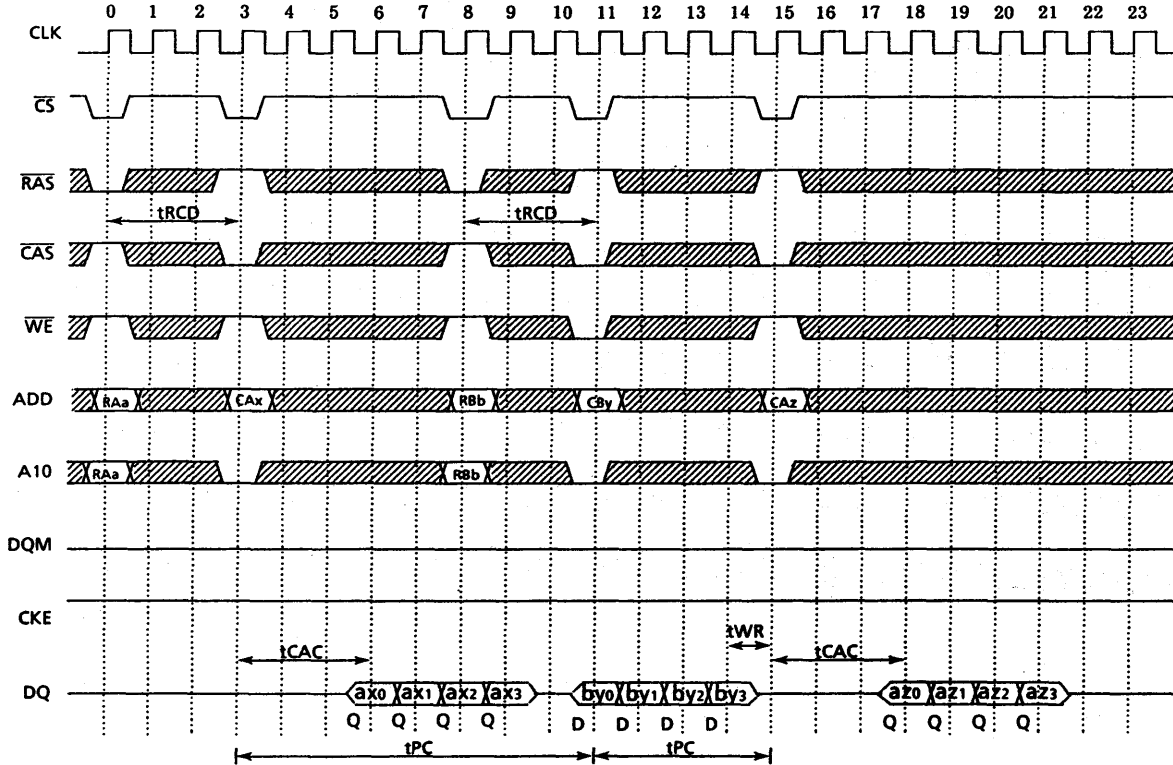 0 1 2 3 4 5 6 7 8 9 10 11 12 13 14 15 16 17 18 19 20 21 22 23
CLK
CS
RAS
tRCD tRCD
CAS
WE
ADD RAa CAx RBb CBy CAz
A10 RAa RBb
DQM
CKE
tWR
tCAC tCAC
DQ ax0 ax1 ax2 ax3 by0 by1 by2 by3 az0 az1 az2 az3
Q Q Q Q D D D D Q Q Q Q
tPC tPC